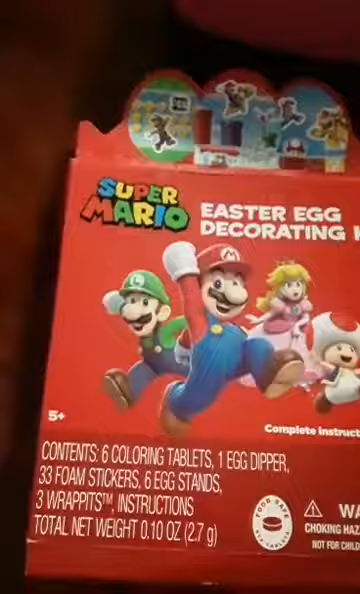 SUPER
MARIO
EASTER EGG
DECORATING
5+
Complete instruct
CONTENTS: 6 COLORING TABLETS, 1 EGG DIPPER,
33 FOAM STICKERS, 6 EGG STANDS,
3 WRAPPITS™, INSTRUCTIONS
TOTAL NET WEIGHT 0.10 OZ (2.7 g)
FOOD SAFE
⚠ WA
CHOKING HAZ
NOT FOR CHILD